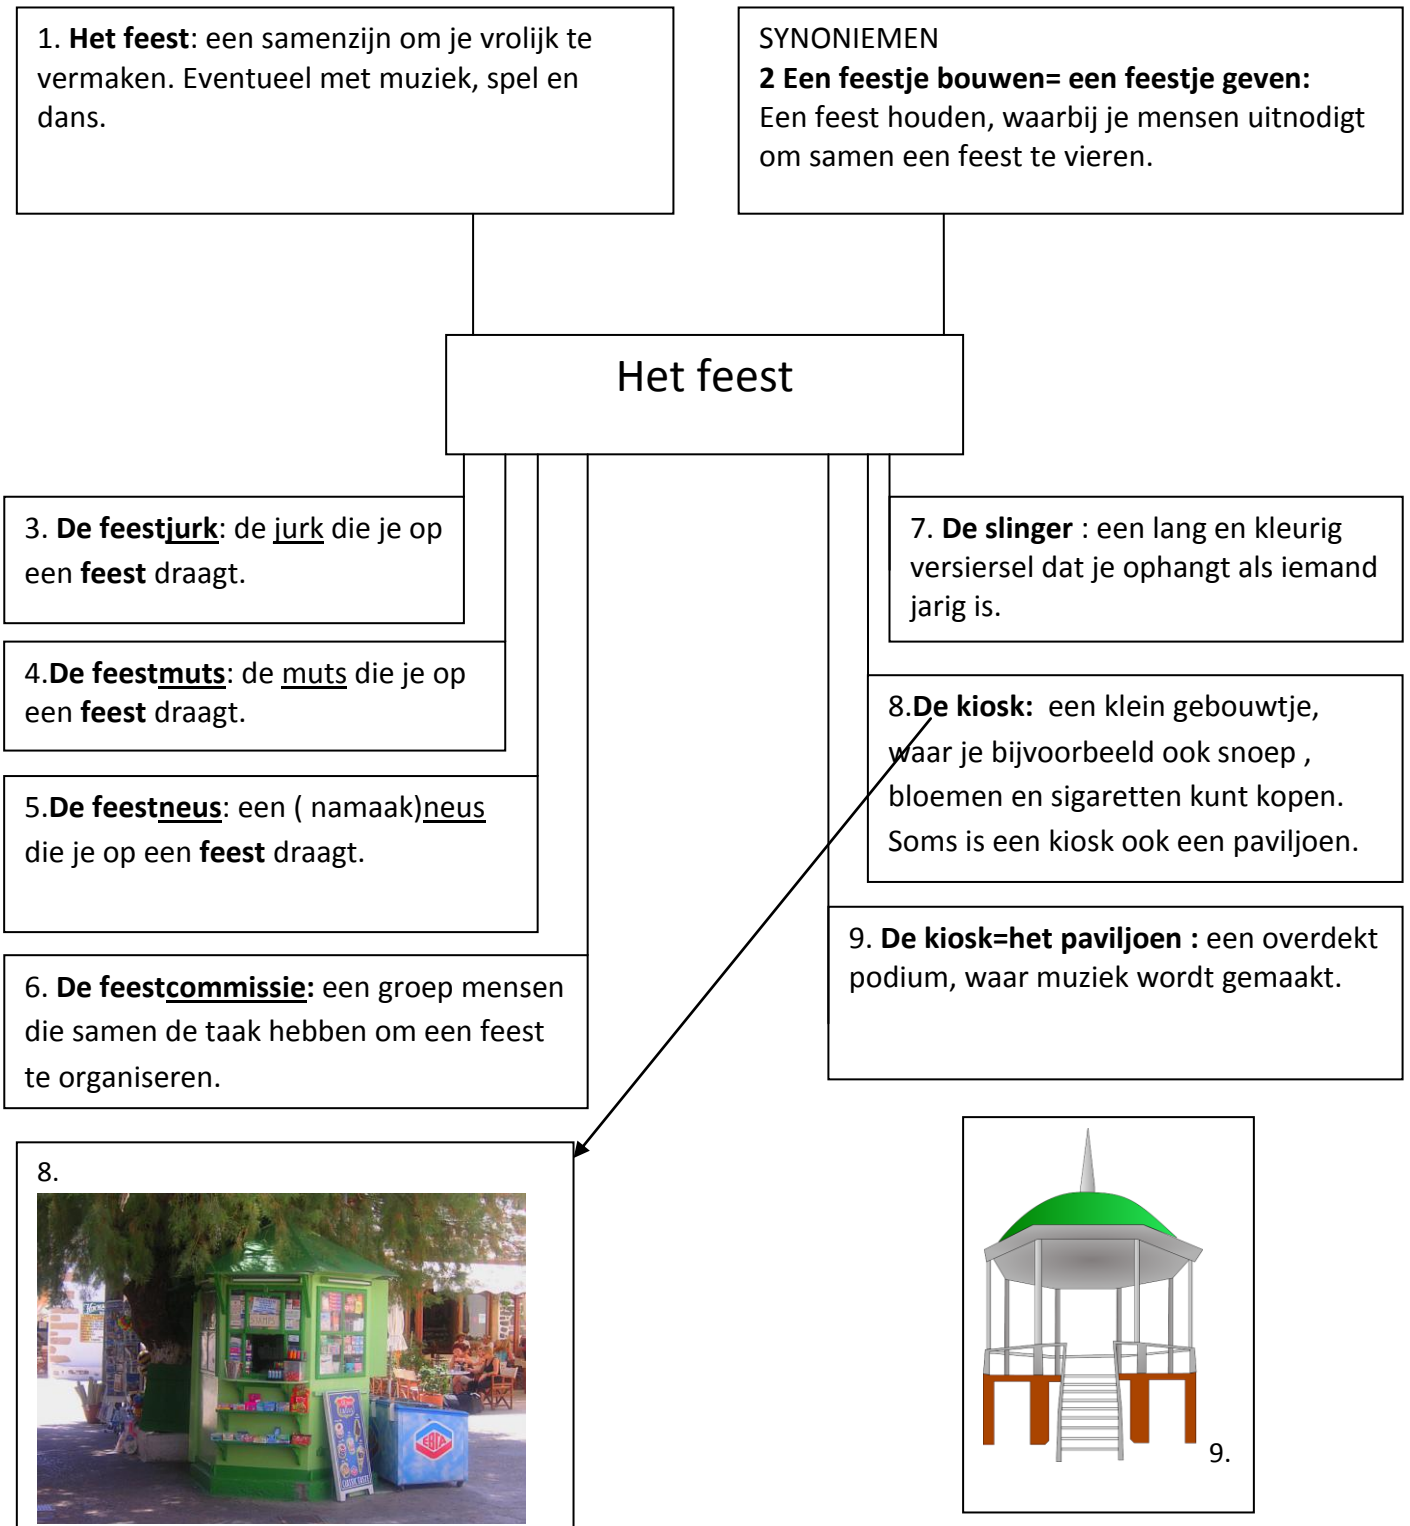 1. Het feest: een samenzijn om je vrolijk te
vermaken. Eventueel met muziek, spel en
dans.
SYNONIEMEN
2 Een feestje bouwen= een feestje geven:
Een feest houden, waarbij je mensen uitnodigt
om samen een feest te vieren.
Het feest
3. De feestjurk: de jurk die je op
een feest draagt.
4.De feestmuts: de muts die je op
een feest draagt.
5.De feestneus: een ( namaak)neus
die je op een feest draagt.
6. De feestcommissie: een groep mensen
die samen de taak hebben om een feest
te organiseren.
7. De slinger : een lang en kleurig
versiersel dat je ophangt als iemand
jarig is.
8.De kiosk: een klein gebouwtje,
waar je bijvoorbeeld ook snoep ,
bloemen en sigaretten kunt kopen.
Soms is een kiosk ook een paviljoen.
9. De kiosk=het paviljoen : een overdekt
podium, waar muziek wordt gemaakt.
8.
STAMPS
ΕΒΓΑ
9.